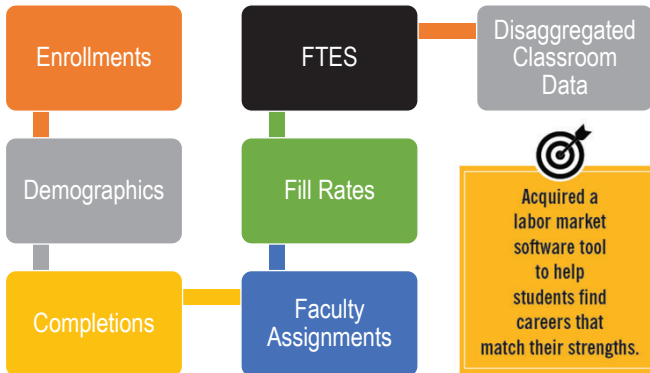 Enrollments
Demographics
Completions
Faculty
Assignments
Fill Rates
FTES
Disaggregated
Classroom
Data
Acquired a
labor market
software tool
to help
students find
careers that
match their strengths.